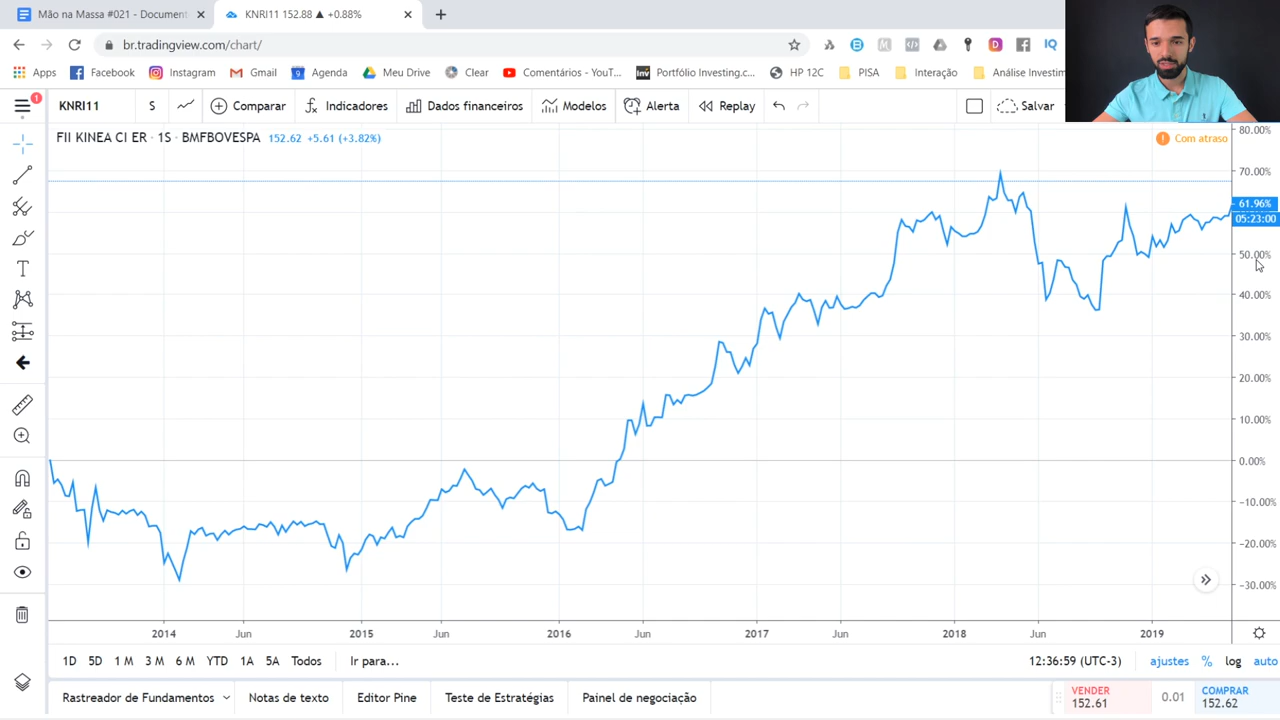 Mão na Massa #021 - Document
KNRI11 152.88 ▲ +0.88%
br.tradingview.com/chart/
Apps Facebook Instagram Gmail Agenda Meu Drive Clear Comentários - YouT... Portfólio Investing.c... HP 12C PISA Interação Análise Investim
KNRI11 S Comparar Indicadores Dados financeiros Modelos Alerta Replay Salvar
FII KINEA CI ER · 1S · BMFBOVESPA 152.62 +5.61 (+3.82%)
Com atraso
80.00%
70.00%
61.96%
05:23:00
50.00%
40.00%
30.00%
20.00%
10.00%
0.00%
−10.00%
−20.00%
−30.00%
2014 Jun 2015 Jun 2016 Jun 2017 Jun 2018 Jun 2019
1D 5D 1 M 3 M 6 M YTD 1A 5A Todos Ir para... 12:36:59 (UTC-3) ajustes % log auto
Rastreador de Fundamentos Notas de texto Editor Pine Teste de Estratégias Painel de negociação
VENDER
152.61
0.01
COMPRAR
152.62